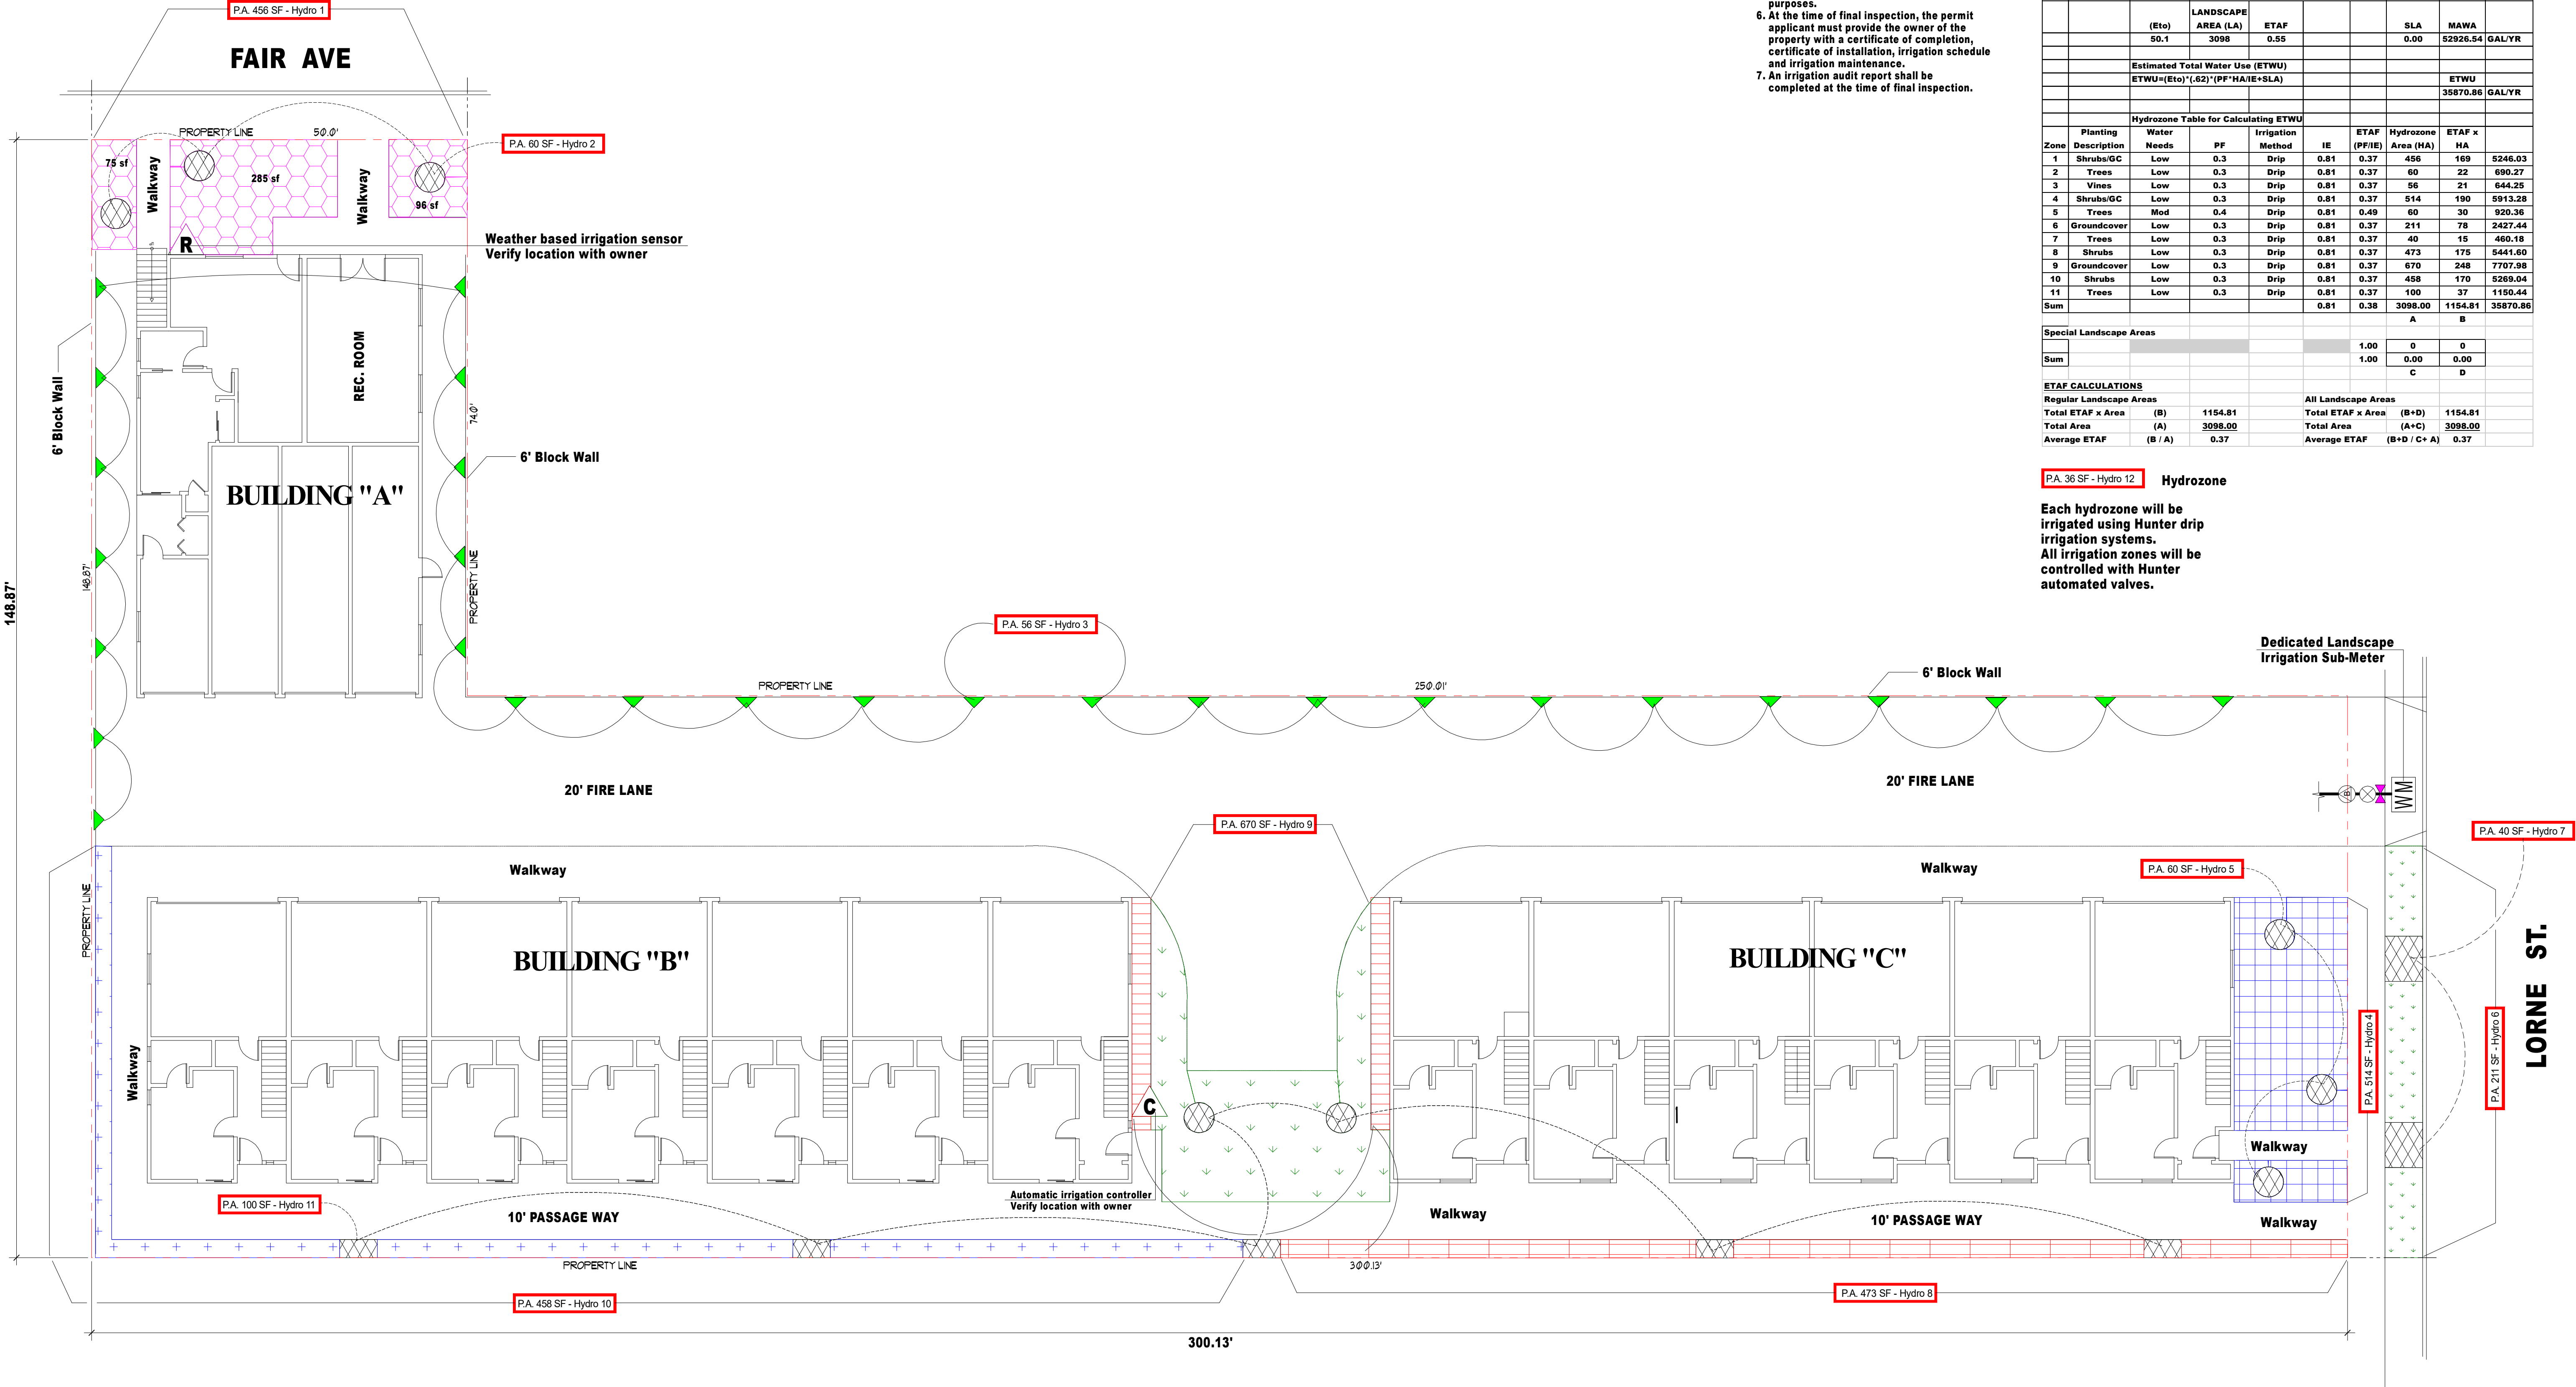 P.A. 456 SF - Hydro 1
FAIR AVE
PROPERTY LINE
50.0'
P.A. 60 SF - Hydro 2
75 sf
Walkway
285 sf
Walkway
96 sf
R
Weather based irrigation sensor
Verify location with owner
6' Block Wall
REC. ROOM
74.0'
6' Block Wall
BUILDING "A"
148.87'
148.87'
PROPERTY LINE
purposes.
6. At the time of final inspection, the permit
applicant must provide the owner of the
property with a certificate of completion,
certificate of installation, irrigation schedule
and irrigation maintenance.
7. An irrigation audit report shall be
completed at the time of final inspection.
LANDSCAPE
(Eto) AREA (LA) ETAF SLA MAWA
50.1 3098 0.55 0.00 52926.54 GAL/YR
Estimated Total Water Use (ETWU)
ETWU=(Eto)*(.62)*(PF*HA/IE+SLA) ETWU
35870.86 GAL/YR
Hydrozone Table for Calculating ETWU
Planting Water Irrigation ETAF Hydrozone ETAF x
Zone Description Needs PF Method IE (PF/IE) Area (HA) HA
1 Shrubs/GC Low 0.3 Drip 0.81 0.37 456 169 5246.03
2 Trees Low 0.3 Drip 0.81 0.37 60 22 690.27
3 Vines Low 0.3 Drip 0.81 0.37 56 21 644.25
4 Shrubs/GC Low 0.3 Drip 0.81 0.37 514 190 5913.28
5 Trees Mod 0.4 Drip 0.81 0.49 60 30 920.36
6 Groundcover Low 0.3 Drip 0.81 0.37 211 78 2427.44
7 Trees Low 0.3 Drip 0.81 0.37 40 15 460.18
8 Shrubs Low 0.3 Drip 0.81 0.37 473 175 5441.60
9 Groundcover Low 0.3 Drip 0.81 0.37 670 248 7707.98
10 Shrubs Low 0.3 Drip 0.81 0.37 458 170 5269.04
11 Trees Low 0.3 Drip 0.81 0.37 100 37 1150.44
Sum 0.81 0.38 3098.00 1154.81 35870.86
A B
Special Landscape Areas
1.00 0 0
Sum 1.00 0.00 0.00
C D
ETAF CALCULATIONS
Regular Landscape Areas All Landscape Areas
Total ETAF x Area (B) 1154.81 Total ETAF x Area (B+D) 1154.81
Total Area (A) 3098.00 Total Area (A+C) 3098.00
Average ETAF (B / A) 0.37 Average ETAF (B+D / C+ A) 0.37
P.A. 36 SF - Hydro 12 Hydrozone
Each hydrozone will be
irrigated using Hunter drip
irrigation systems.
All irrigation zones will be
controlled with Hunter
automated valves.
P.A. 56 SF - Hydro 3
PROPERTY LINE
250.01'
6' Block Wall
Dedicated Landscape
Irrigation Sub-Meter
20' FIRE LANE
20' FIRE LANE
B
WM
P.A. 670 SF - Hydro 9
P.A. 40 SF - Hydro 7
Walkway
Walkway
P.A. 60 SF - Hydro 5
PROPERTY LINE
BUILDING "B"
BUILDING "C"
LORNE ST.
Walkway
P.A. 514 SF - Hydro 4
P.A. 211 SF - Hydro 6
C
Walkway
P.A. 100 SF - Hydro 11
10' PASSAGE WAY
Automatic irrigation controller
Verify location with owner
Walkway
10' PASSAGE WAY
Walkway
PROPERTY LINE
300.13'
P.A. 458 SF - Hydro 10
P.A. 473 SF - Hydro 8
300.13'